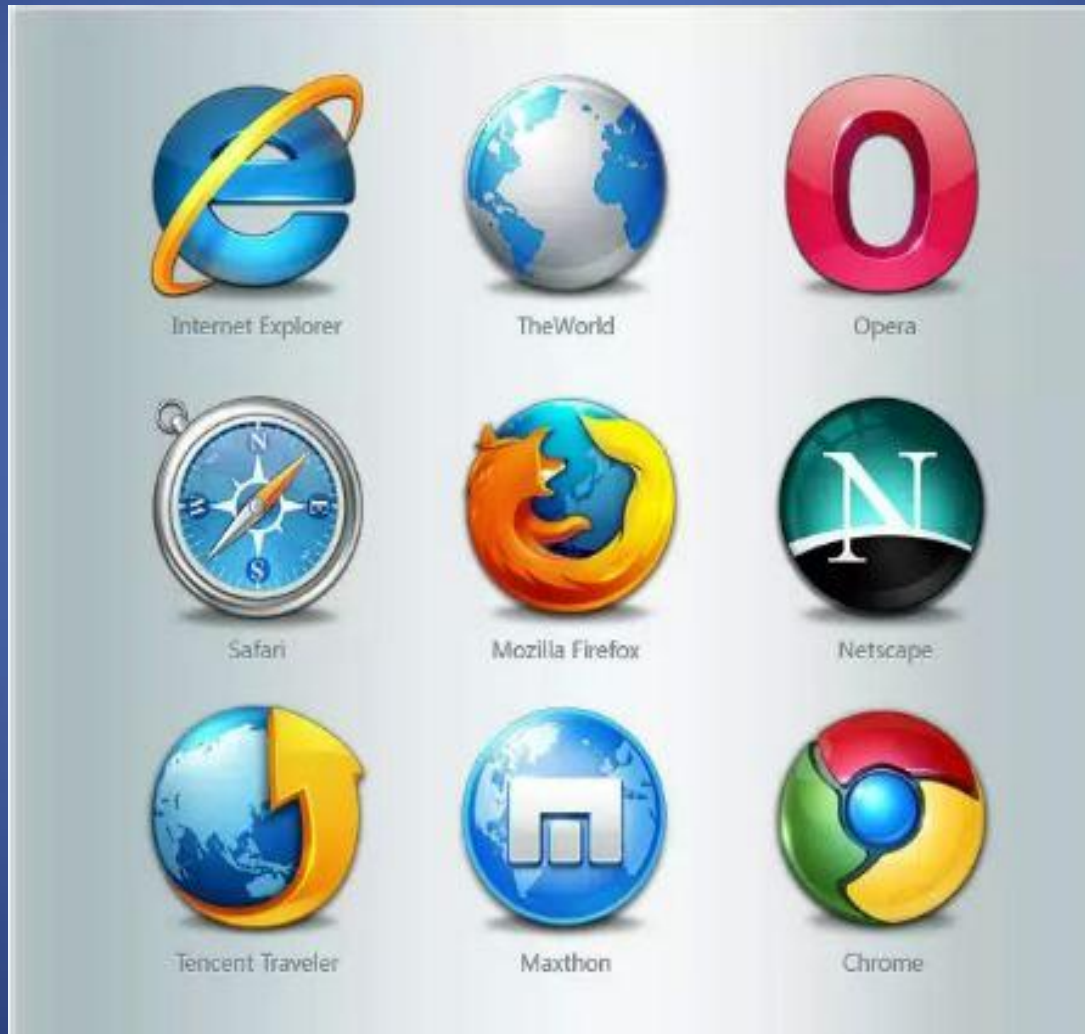 Internet Explorer
TheWorld
Opera
N
W
E
S
Safari
Mozilla Firefox
N
Netscape
Tencent Traveler
Maxthon
Chrome